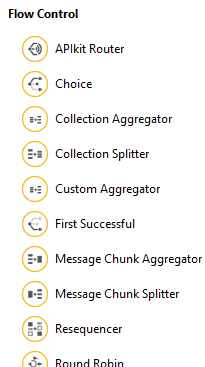 Flow Control
APIkit Router
Choice
Collection Aggregator
Collection Splitter
Custom Aggregator
First Successful
Message Chunk Aggregator
Message Chunk Splitter
Resequencer
Round Robin